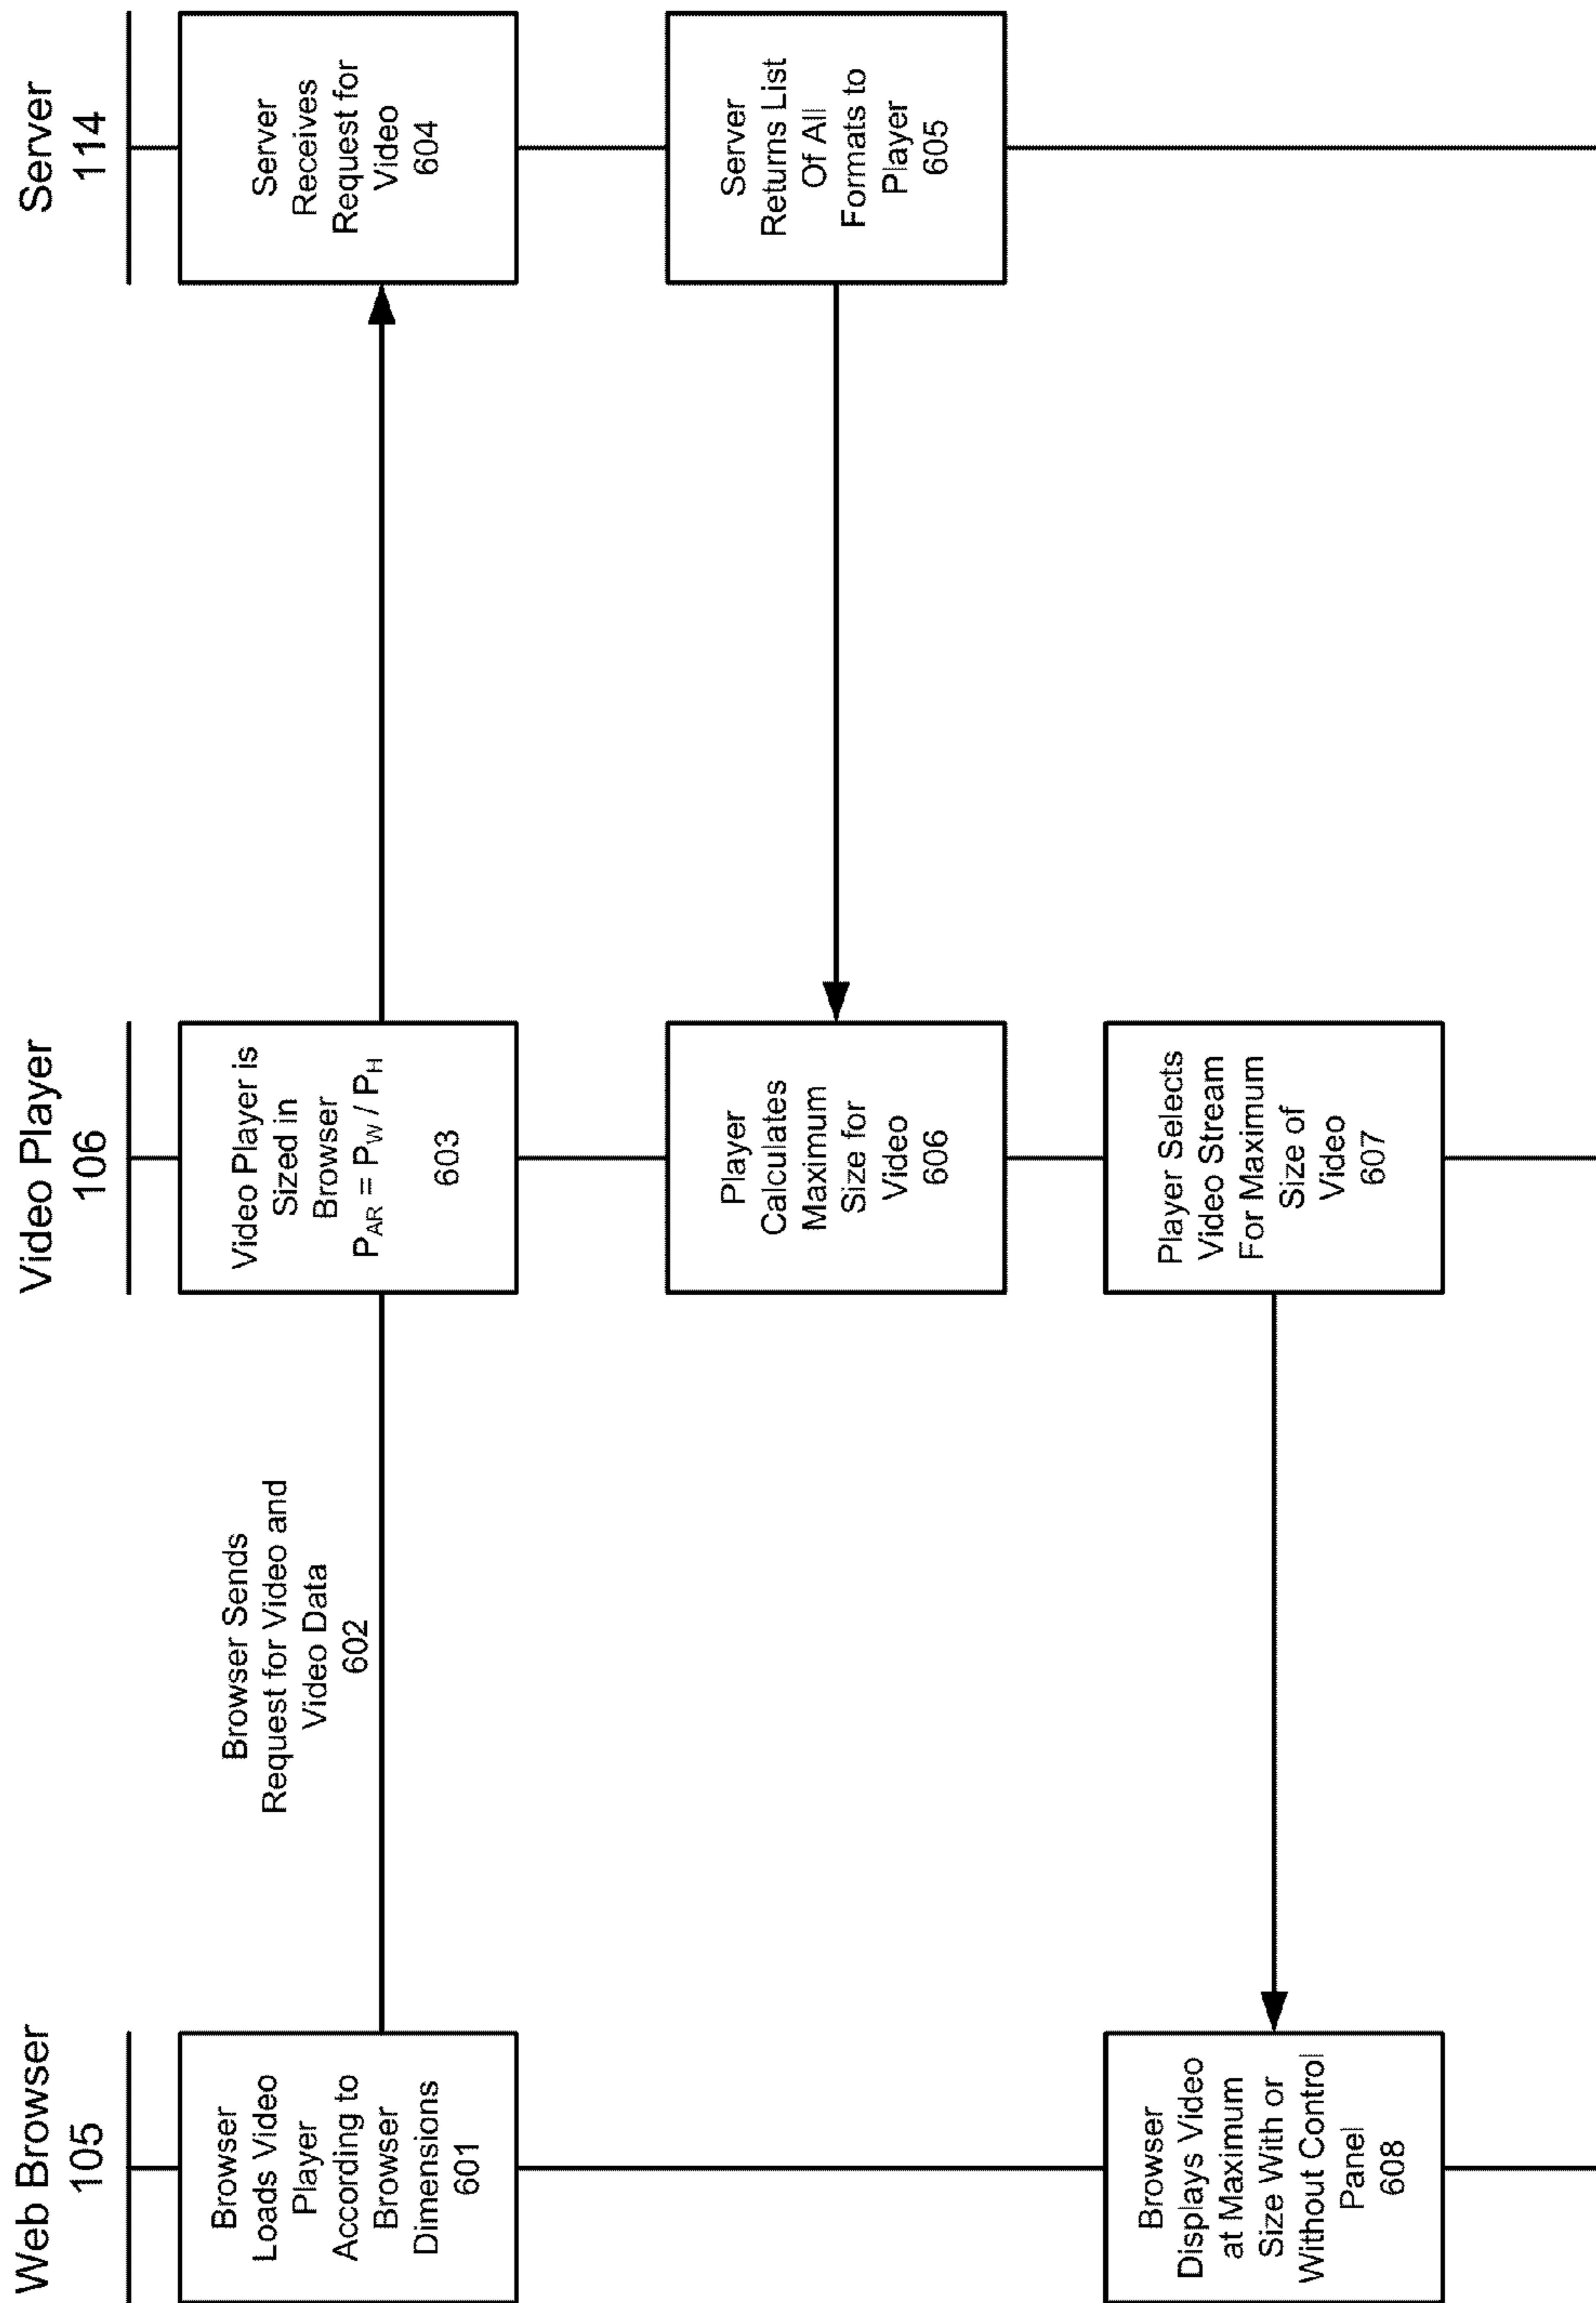 Web Browser
105
Video Player
106
Server
114
Browser
Loads Video
Player
According to
Browser
Dimensions
601
Browser Sends
Request for Video and
Video Data
602
Video Player is
Sized in
Browser
P_AR = P_W / P_H
603
Server
Receives
Request for
Video
604
Server
Returns List
Of All
Formats to
Player
605
Player
Calculates
Maximum
Size for
Video
606
Player Selects
Video Stream
For Maximum
Size of
Video
607
Browser
Displays Video
at Maximum
Size With or
Without Control
Panel
608